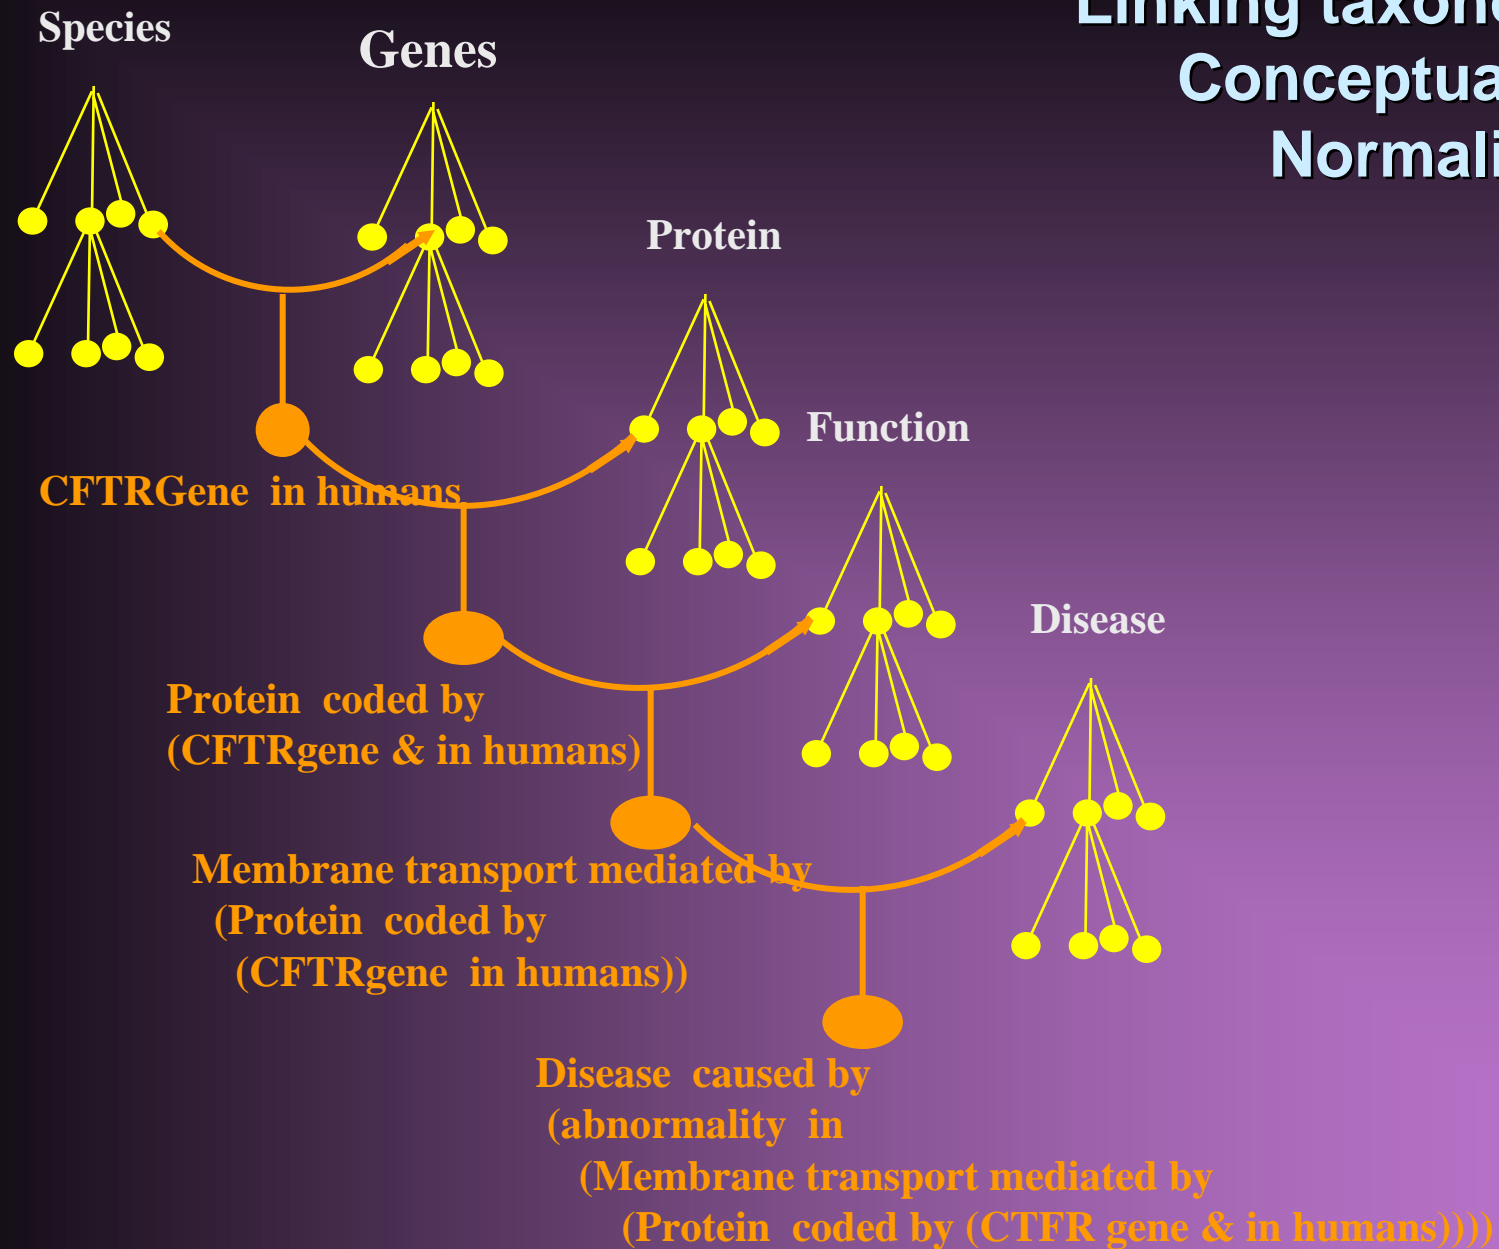 Species
Genes
Conceptua
Normali
Protein
Function
CFTRGene in humans
Disease
Protein coded by
(CFTRgene & in humans)
Membrane transport mediated by
(Protein coded by
(CFTRgene in humans))
Disease caused by
(abnormality in
(Membrane transport mediated by
(Protein coded by (CTFR gene & in humans))))